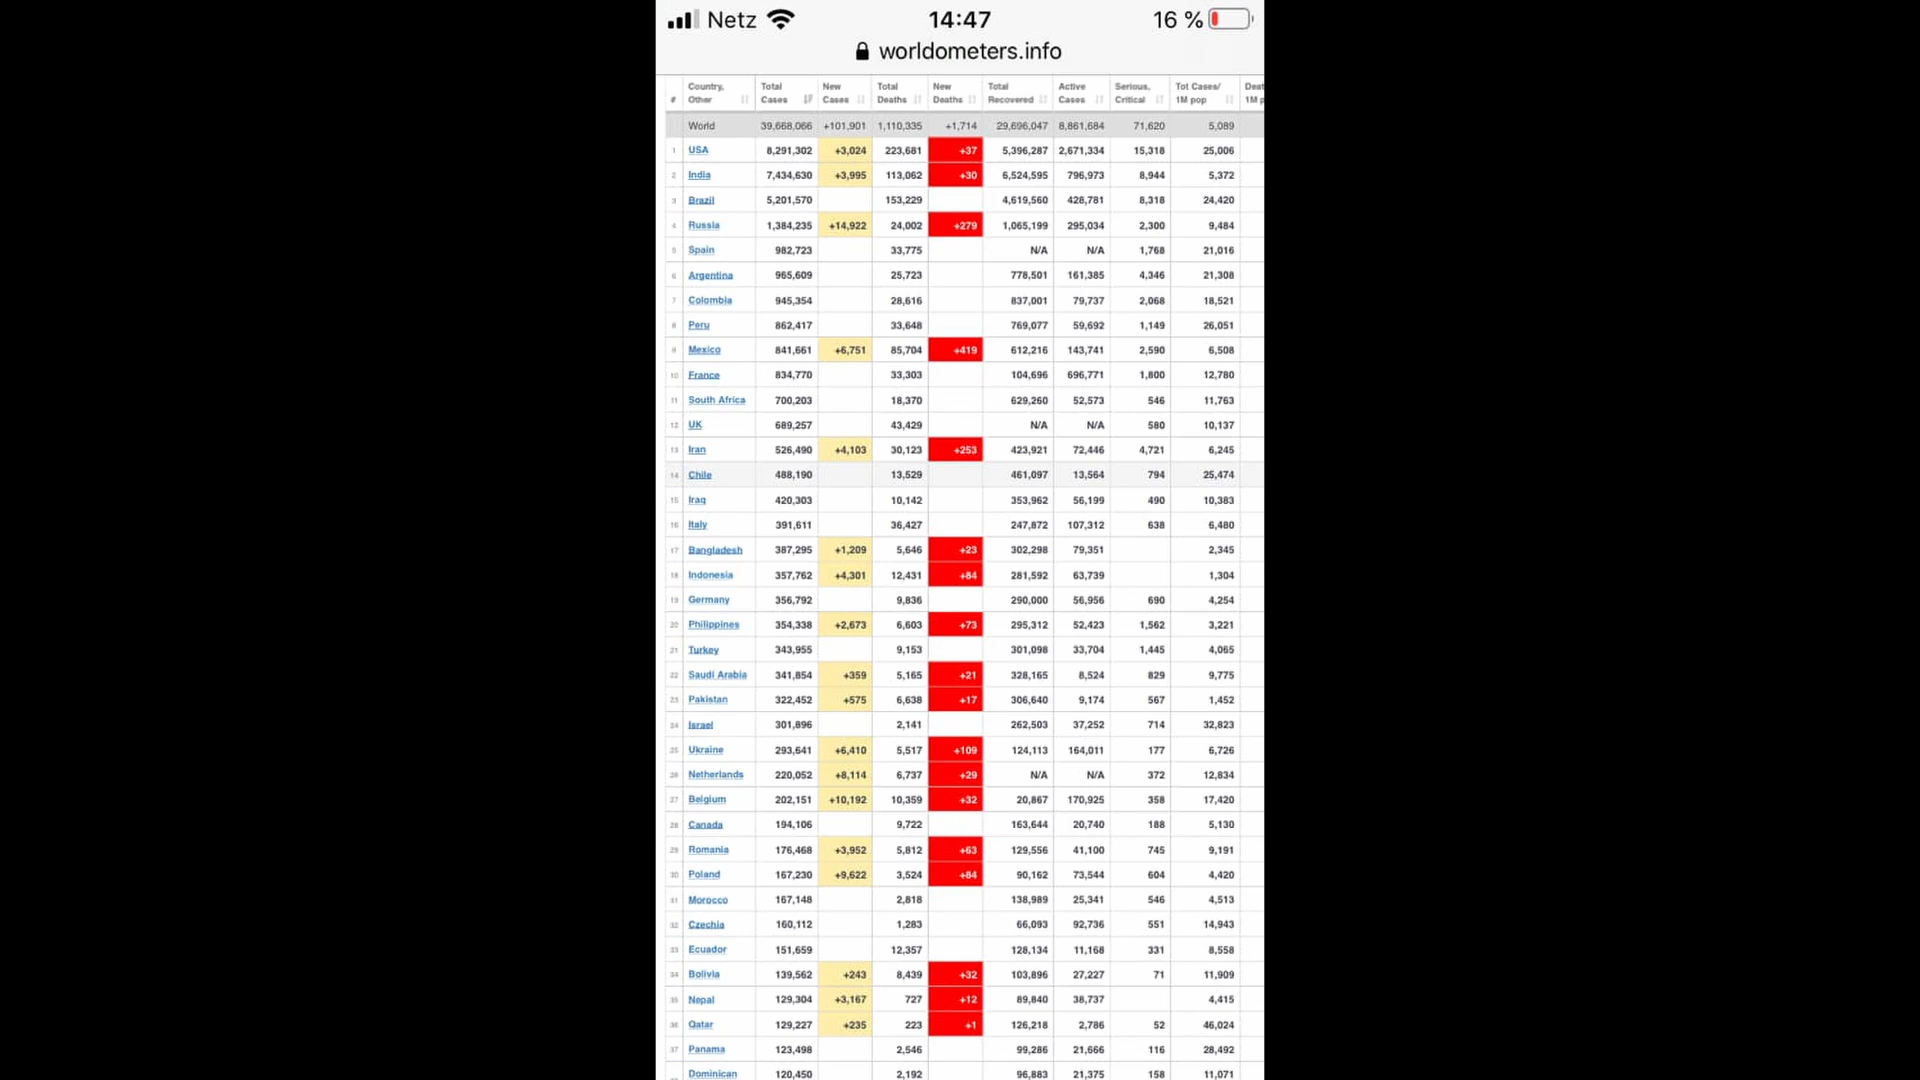 Netz 14:47 16 %
worldometers.info
# Country, Other Total Cases New Cases Total Deaths New Deaths Total Recovered Active Cases Serious, Critical Tot Cases/ 1M pop Deat 1M p
World 39,668,066 +101,901 1,110,335 +1,714 29,696,047 8,861,684 71,620 5,089
1 USA 8,291,302 +3,024 223,681 +37 5,396,287 2,671,334 15,318 25,006
2 India 7,434,630 +3,995 113,062 +30 6,524,595 796,973 8,944 5,372
3 Brazil 5,201,570 153,229 4,619,560 428,781 8,318 24,420
4 Russia 1,384,235 +14,922 24,002 +279 1,065,199 295,034 2,300 9,484
5 Spain 982,723 33,775 N/A N/A 1,768 21,016
6 Argentina 965,609 25,723 778,501 161,385 4,346 21,308
7 Colombia 945,354 28,616 837,001 79,737 2,068 18,521
8 Peru 862,417 33,648 769,077 59,692 1,149 26,051
9 Mexico 841,661 +6,751 85,704 +419 612,216 143,741 2,590 6,508
10 France 834,770 33,303 104,696 696,771 1,800 12,780
11 South Africa 700,203 18,370 629,260 52,573 546 11,763
12 UK 689,257 43,429 N/A N/A 580 10,137
13 Iran 526,490 +4,103 30,123 +253 423,921 72,446 4,721 6,245
14 Chile 488,190 13,529 461,097 13,564 794 25,474
15 Iraq 420,303 10,142 353,962 56,199 490 10,383
16 Italy 391,611 36,427 247,872 107,312 638 6,480
17 Bangladesh 387,295 +1,209 5,646 +23 302,298 79,351 2,345
18 Indonesia 357,762 +4,301 12,431 +84 281,592 63,739 1,304
19 Germany 356,792 9,836 290,000 56,956 690 4,254
20 Philippines 354,338 +2,673 6,603 +73 295,312 52,423 1,562 3,221
21 Turkey 343,955 9,153 301,098 33,704 1,445 4,065
22 Saudi Arabia 341,854 +359 5,165 +21 328,165 8,524 829 9,775
23 Pakistan 322,452 +575 6,638 +17 306,640 9,174 567 1,452
24 Israel 301,896 2,141 262,503 37,252 714 32,823
25 Ukraine 293,641 +6,410 5,517 +109 124,113 164,011 177 6,726
26 Netherlands 220,052 +8,114 6,737 +29 N/A N/A 372 12,834
27 Belgium 202,151 +10,192 10,359 +32 20,867 170,925 358 17,420
28 Canada 194,106 9,722 163,644 20,740 188 5,130
29 Romania 176,468 +3,952 5,812 +63 129,556 41,100 745 9,191
30 Poland 167,230 +9,622 3,524 +84 90,162 73,544 604 4,420
31 Morocco 167,148 2,818 138,989 25,341 546 4,513
32 Czechia 160,112 1,283 66,093 92,736 551 14,943
33 Ecuador 151,659 12,357 128,134 11,168 331 8,558
34 Bolivia 139,562 +243 8,439 +32 103,896 27,227 71 11,909
35 Nepal 129,304 +3,167 727 +12 89,840 38,737 4,415
36 Qatar 129,227 +235 223 +1 126,218 2,786 52 46,024
37 Panama 123,498 2,546 99,286 21,666 116 28,492
Dominican 120,450 2,192 96,883 21,375 158 11,071